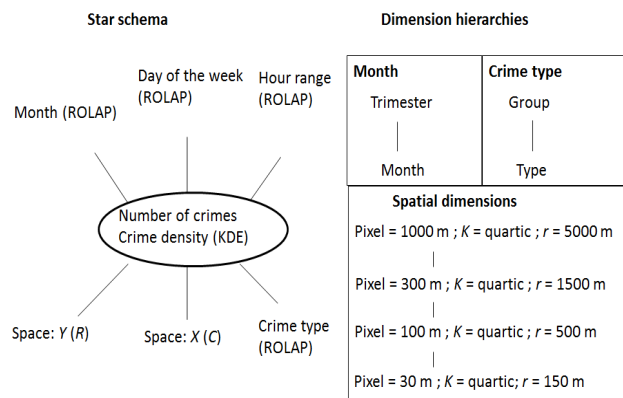 Star schema
Day of the week
(ROLAP)
Hour range
(ROLAP)
Month (ROLAP)
Number of crimes
Crime density (KDE)
Space: Y (R)
Space: X (C)
Crime type
(ROLAP)
Dimension hierarchies
Month
Trimester
Month
Crime type
Group
Type
Spatial dimensions
Pixel = 1000 m ; K = quartic ; r = 5000 m
Pixel = 300 m ; K = quartic ; r = 1500 m
Pixel = 100 m ; K = quartic ; r = 500 m
Pixel = 30 m ; K = quartic; r = 150 m